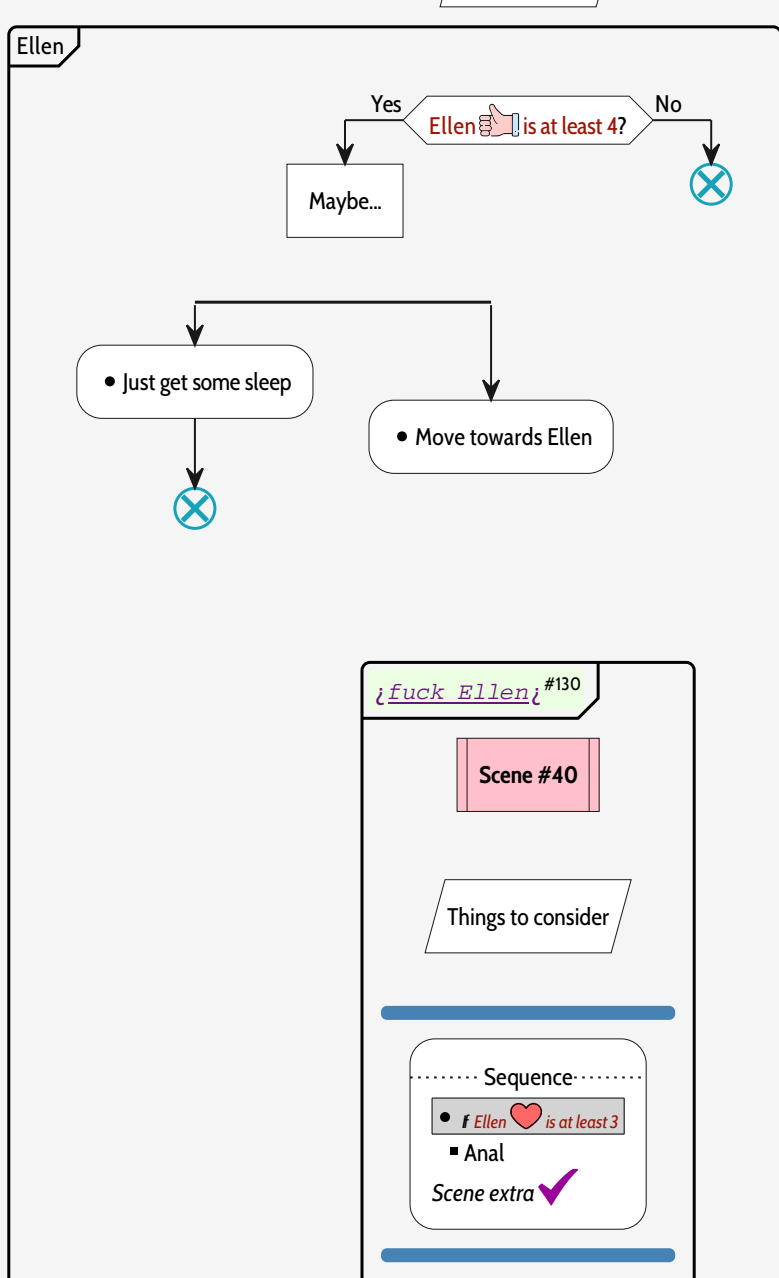 Ellen
Yes
Ellen 👍 is at least 4?
No
Maybe...
• Just get some sleep
• Move towards Ellen
¿fuck Ellen¿ #130
Scene #40
Things to consider
Sequence
• If Ellen ❤ is at least 3
▪ Anal
Scene extra ✔